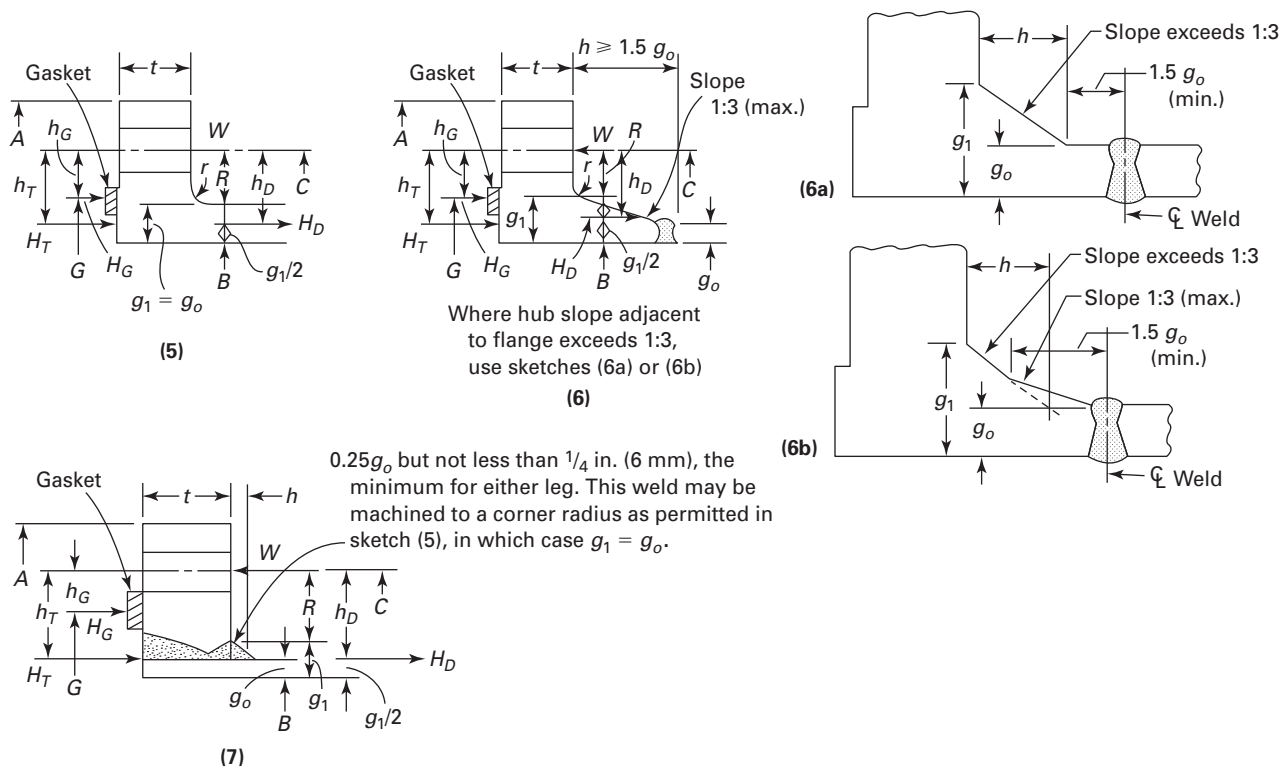 Gasket
t
A
h_G
W
r
R
h_D
C
h_T
H_T
G
H_G
H_D
g_1/2
B
g_1 = g_o
(5)
h ⩾ 1.5 g_o
Gasket
t
Slope
1:3 (max.)
A
h_G
W
R
r
h_D
C
h_T
g_1
H_T
G
H_G
H_D
g_1/2
B
g_o
Where hub slope adjacent
to flange exceeds 1:3,
use sketches (6a) or (6b)
(6)
h
Slope exceeds 1:3
1.5 g_o
(min.)
g_1
g_o
(6a)
℄ Weld
h
Slope exceeds 1:3
Slope 1:3 (max.)
1.5 g_o
(min.)
g_1
g_o
(6b)
℄ Weld
0.25g_o but not less than 1/4 in. (6 mm), the
minimum for either leg. This weld may be
machined to a corner radius as permitted in
sketch (5), in which case g_1 = g_o.
Gasket
t
h
A
W
h_G
h_T
H_G
R
h_D
C
H_T
G
H_D
g_o
g_1
g_1/2
B
(7)